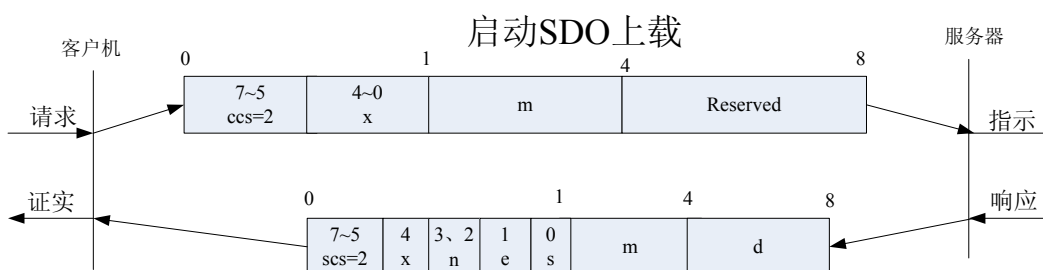 启动SDO上载
客户机
服务器
0 1 4 8
7~5 4~0 m Reserved
ccs=2 x
请求
指示
证实
响应
0 1 4 8
7~5 4 3、2 1 0 m d
scs=2 x n e s